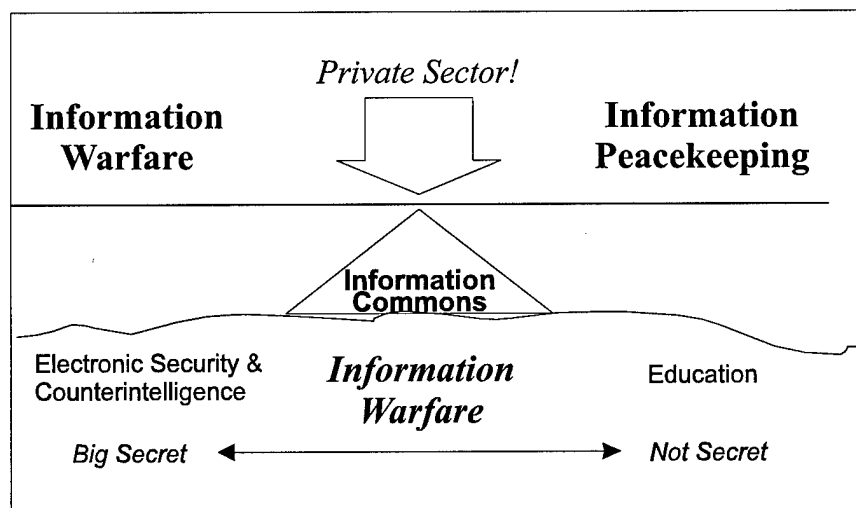 Private Sector!
Information
Warfare
Information
Peacekeeping
Information
Commons
Electronic Security &
Counterintelligence
Information
Warfare
Education
Big Secret
Not Secret